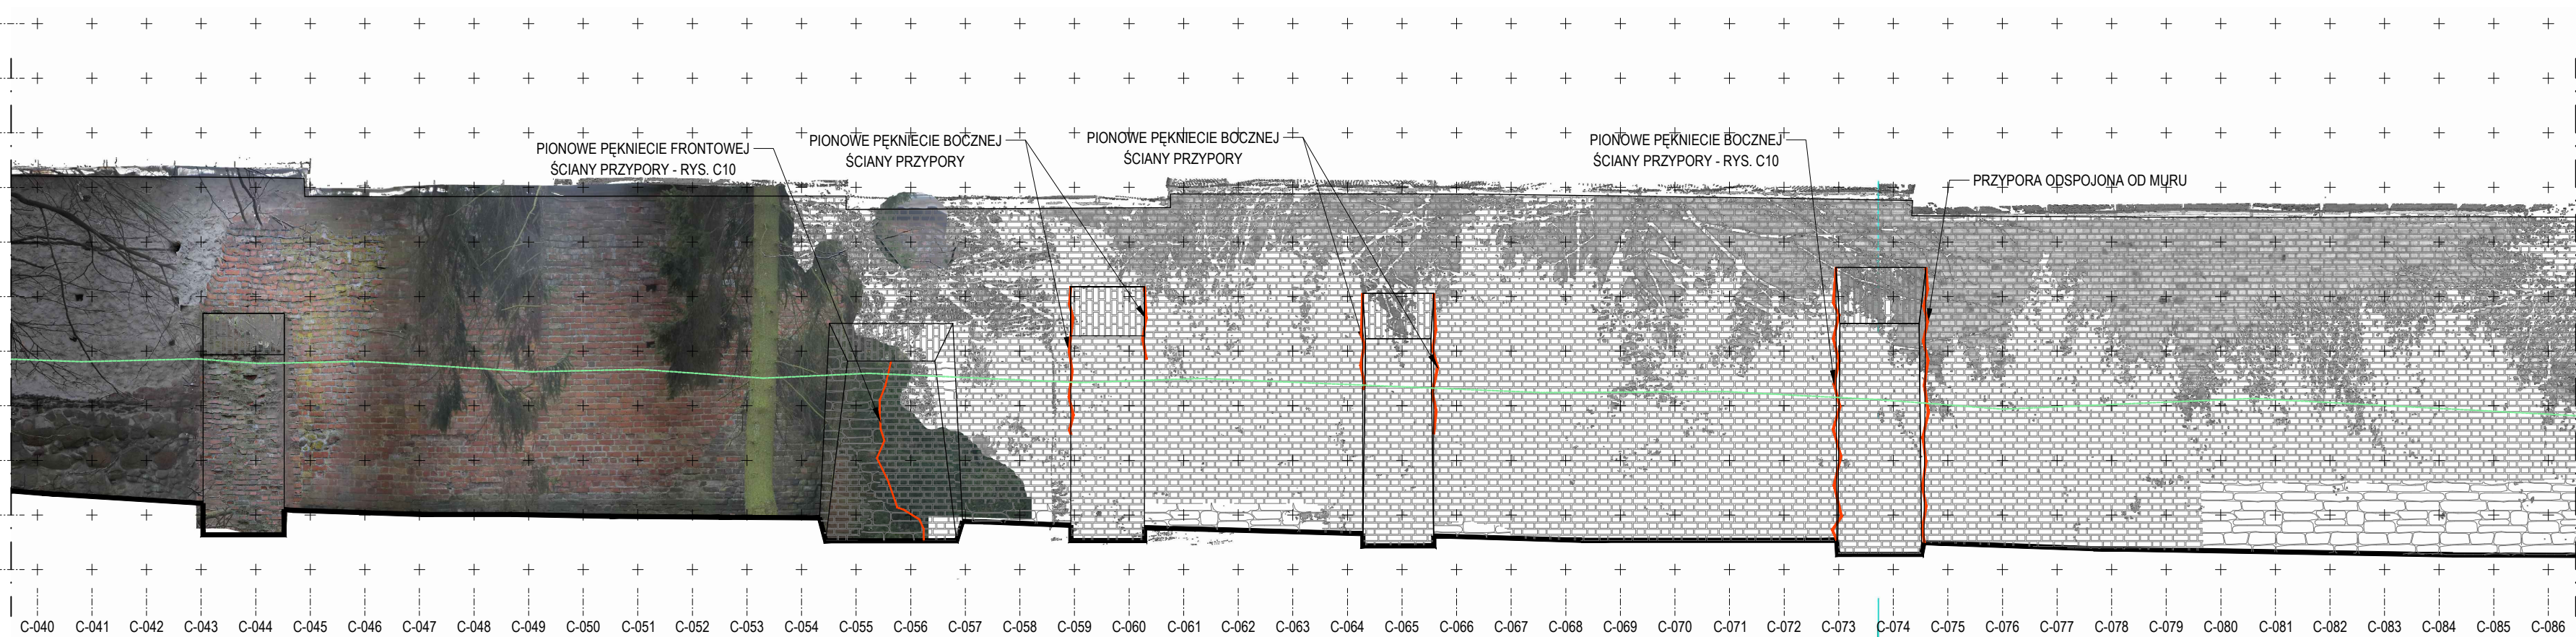 PIONOWE PĘKNIECIE FRONTOWEJ
ŚCIANY PRZYPORY - RYS. C10
PIONOWE PĘKNIECIE BOCZNEJ
ŚCIANY PRZYPORY
PIONOWE PĘKNIECIE BOCZNEJ
ŚCIANY PRZYPORY
PIONOWE PĘKNIECIE BOCZNEJ
ŚCIANY PRZYPORY - RYS. C10
PRZYPORA ODSPOJONA OD MURU
C-040 C-041 C-042 C-043 C-044 C-045 C-046 C-047 C-048 C-049 C-050 C-051 C-052 C-053 C-054 C-055 C-056 C-057 C-058 C-059 C-060 C-061 C-062 C-063 C-064 C-065 C-066 C-067 C-068 C-069 C-070 C-071 C-072 C-073 C-074 C-075 C-076 C-077 C-078 C-079 C-080 C-081 C-082 C-083 C-084 C-085 C-086